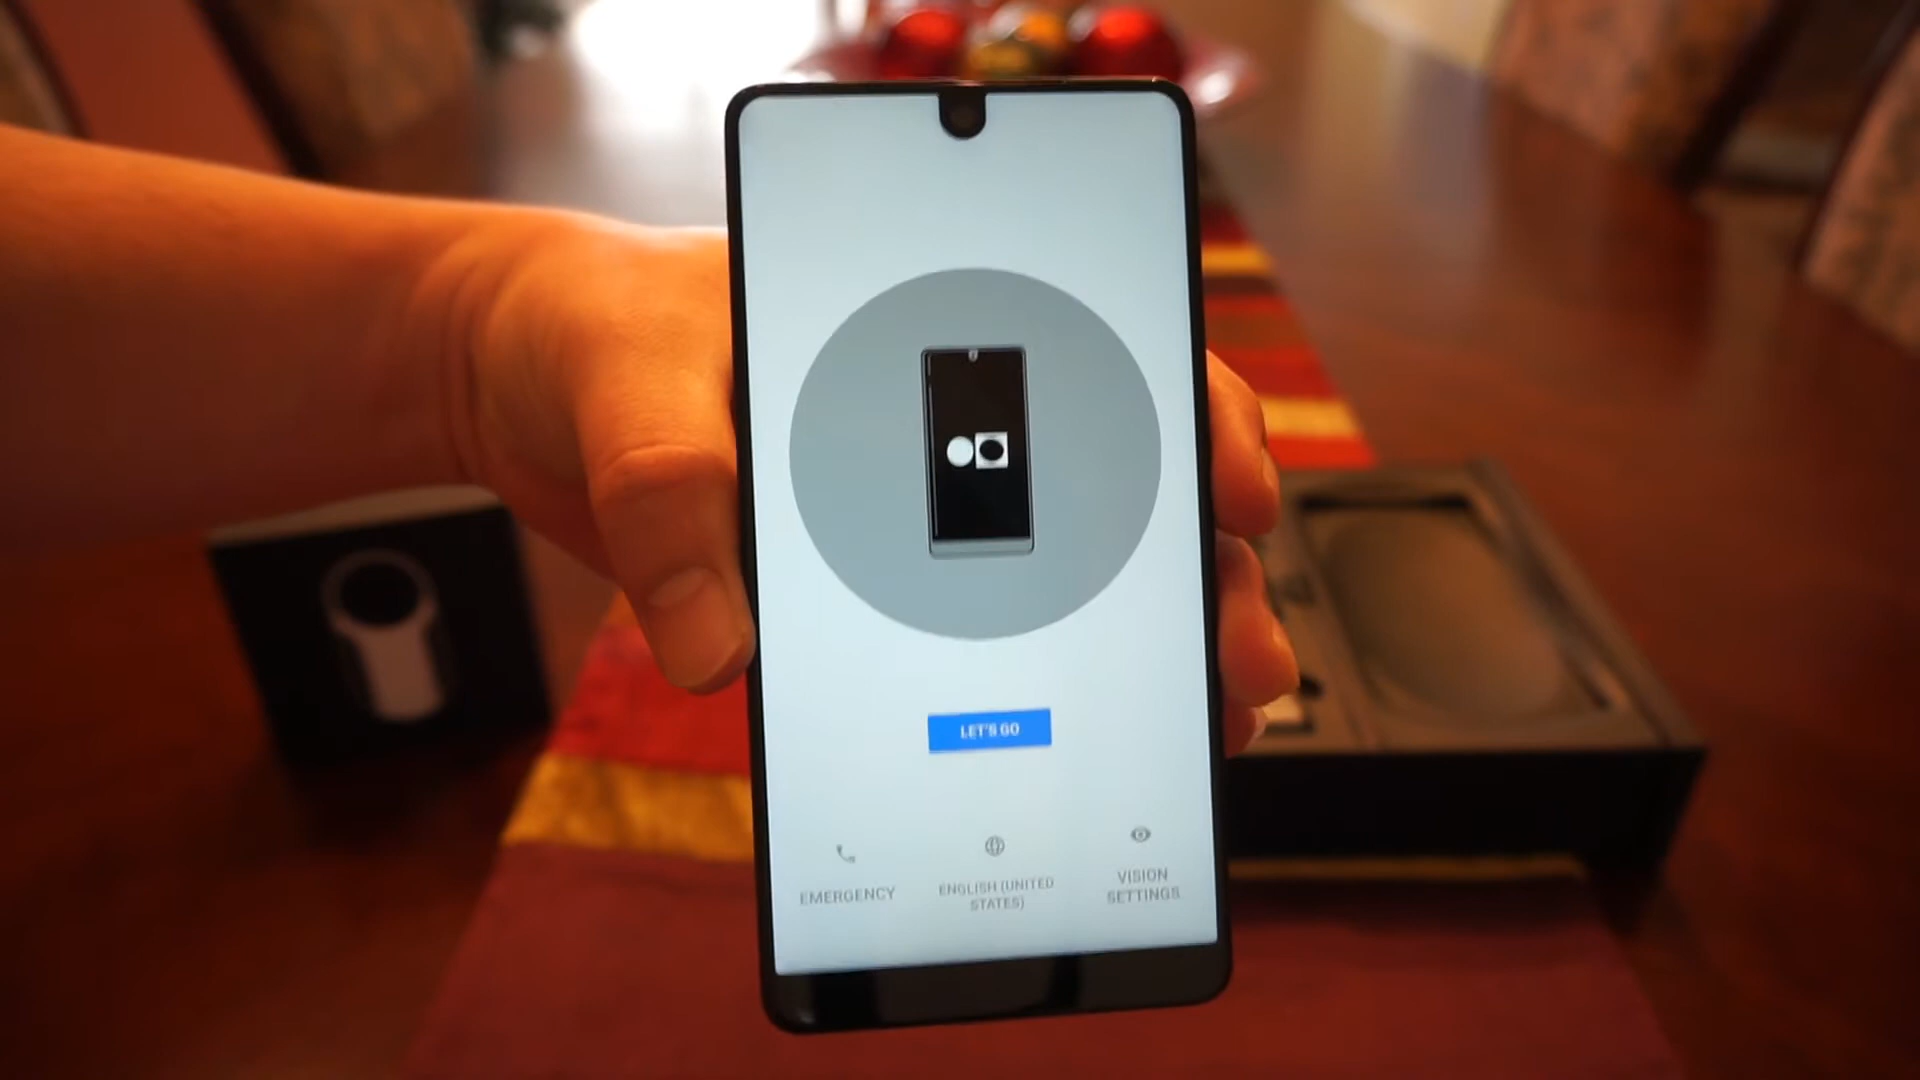 LET'S GO
EMERGENCY
ENGLISH (UNITED
STATES)
VISION
SETTINGS